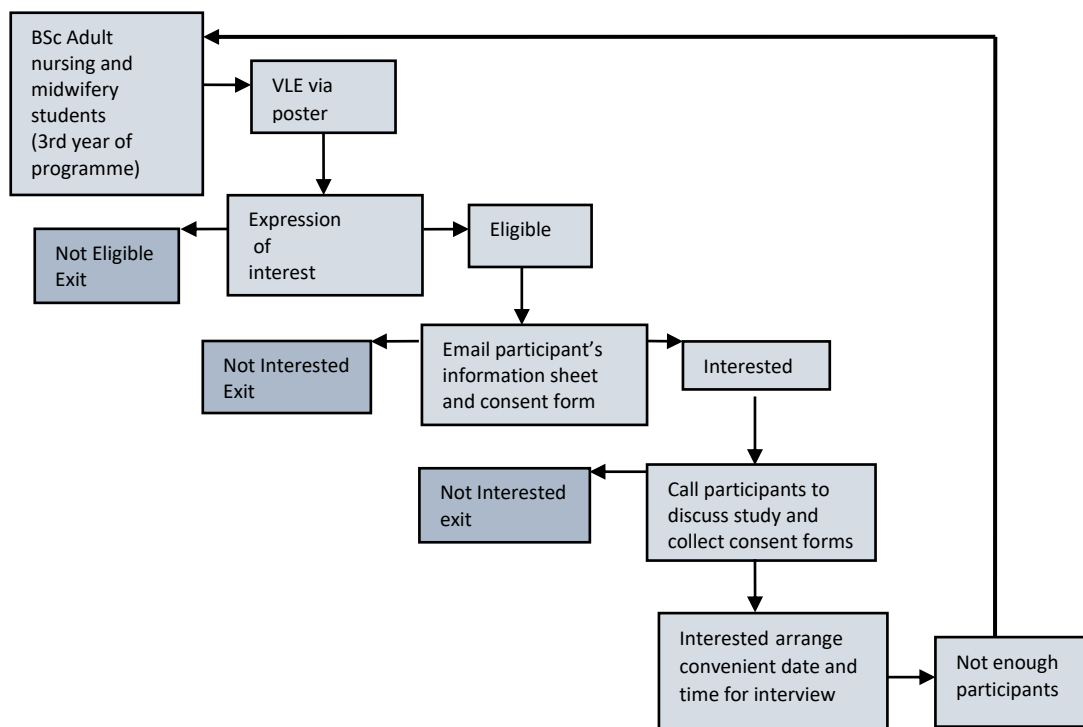 BSc Adult
nursing and
midwifery
students
(3rd year of
programme)
VLE via
poster
Expression
of
interest
Eligible
Not Eligible
Exit
Email participant’s
information sheet
and consent form
Interested
Not Interested
Exit
Call participants to
discuss study and
collect consent forms
Not Interested
exit
Interested arrange
convenient date and
time for interview
Not enough
participants